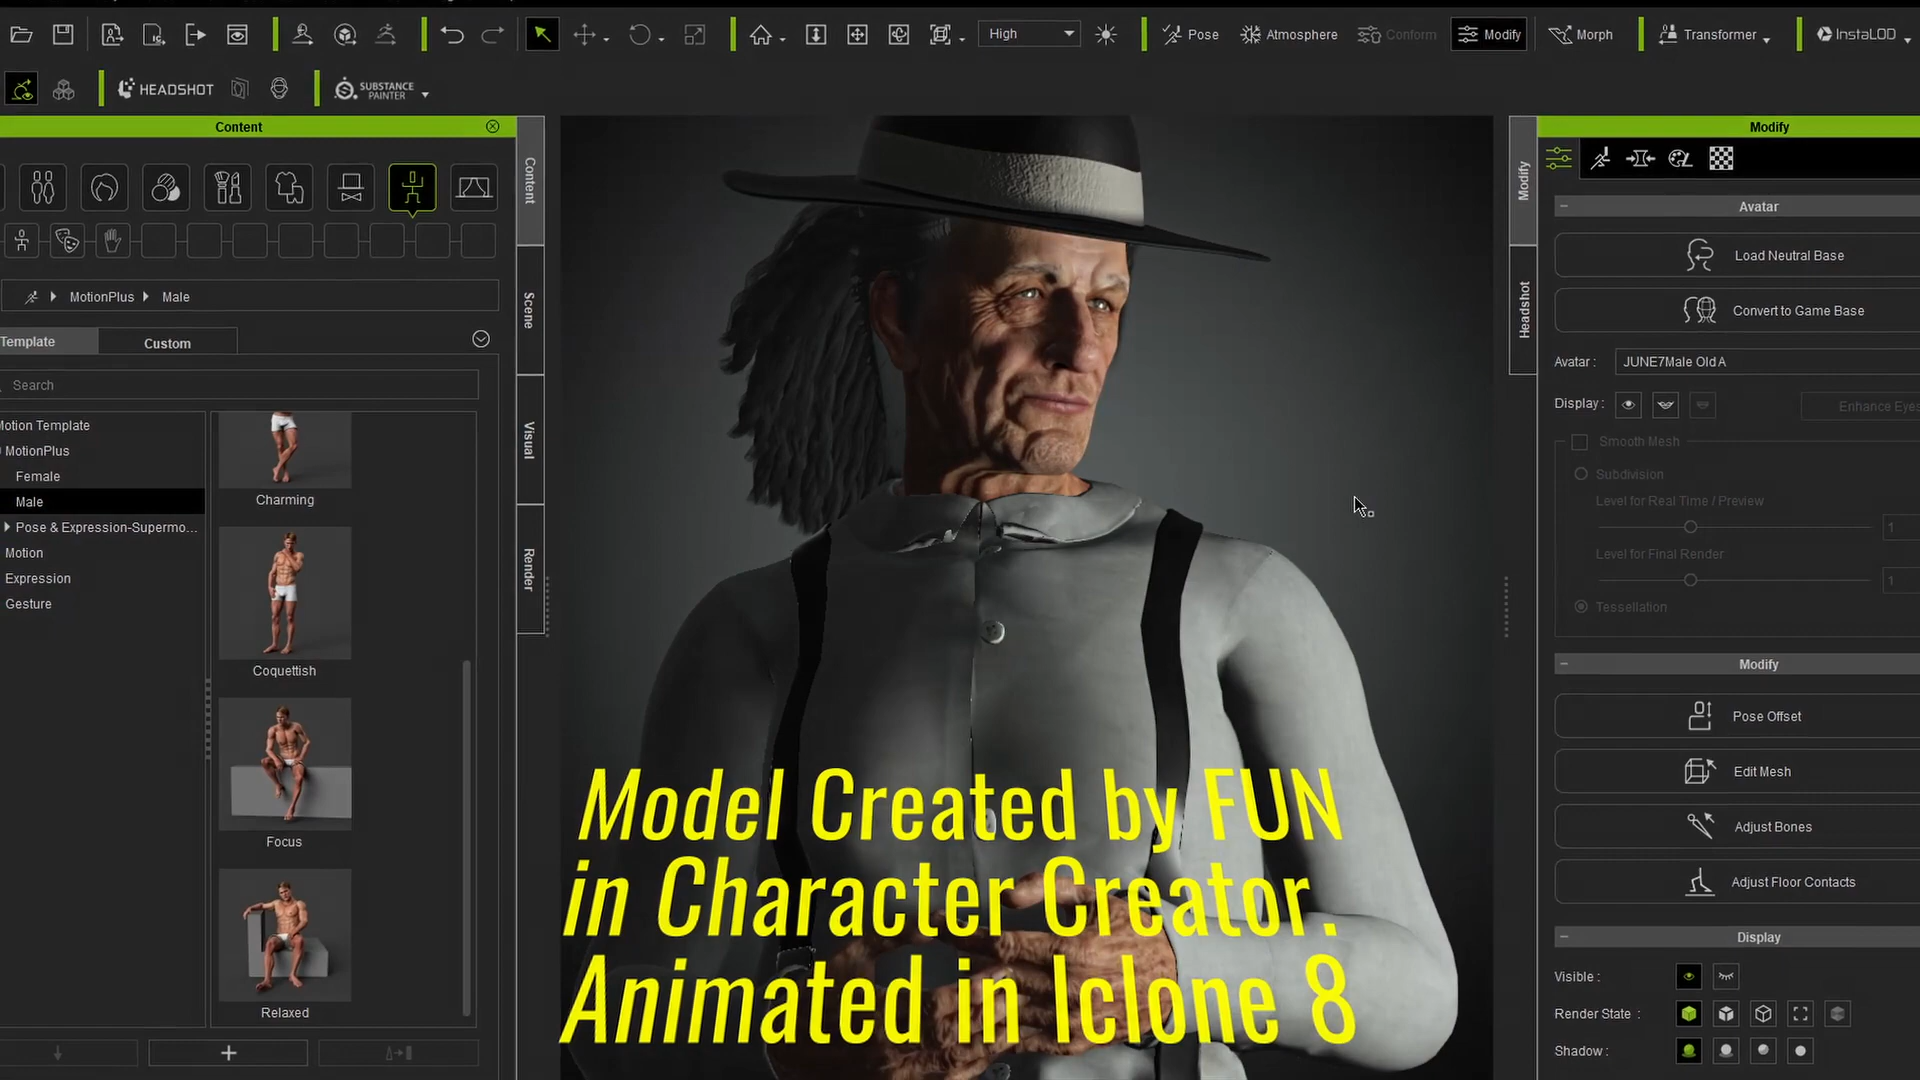 High
Pose
Atmosphere
Conform
Modify
Morph
Transformer
InstaLOD
HEADSHOT
SUBSTANCE
PAINTER
Content
Modify
Content
Scene
Visual
Render
MotionPlus
Male
Template
Custom
Search
Motion Template
MotionPlus
Female
Male
Pose & Expression-Supermo...
Motion
Expression
Gesture
Charming
Coquettish
Focus
Relaxed
Model Created by FUN
in Character Creator.
Animated in Iclone 8
Modify
Headshot
Avatar
Load Neutral Base
Convert to Game Base
Avatar : JUNE7Male Old A
Display :
Enhance Eyes
Smooth Mesh
Subdivision
Level for Real Time / Preview
1
Level for Final Render
1
Tessellation
Modify
Pose Offset
Edit Mesh
Adjust Bones
Adjust Floor Contacts
Display
Visible :
Render State :
Shadow :